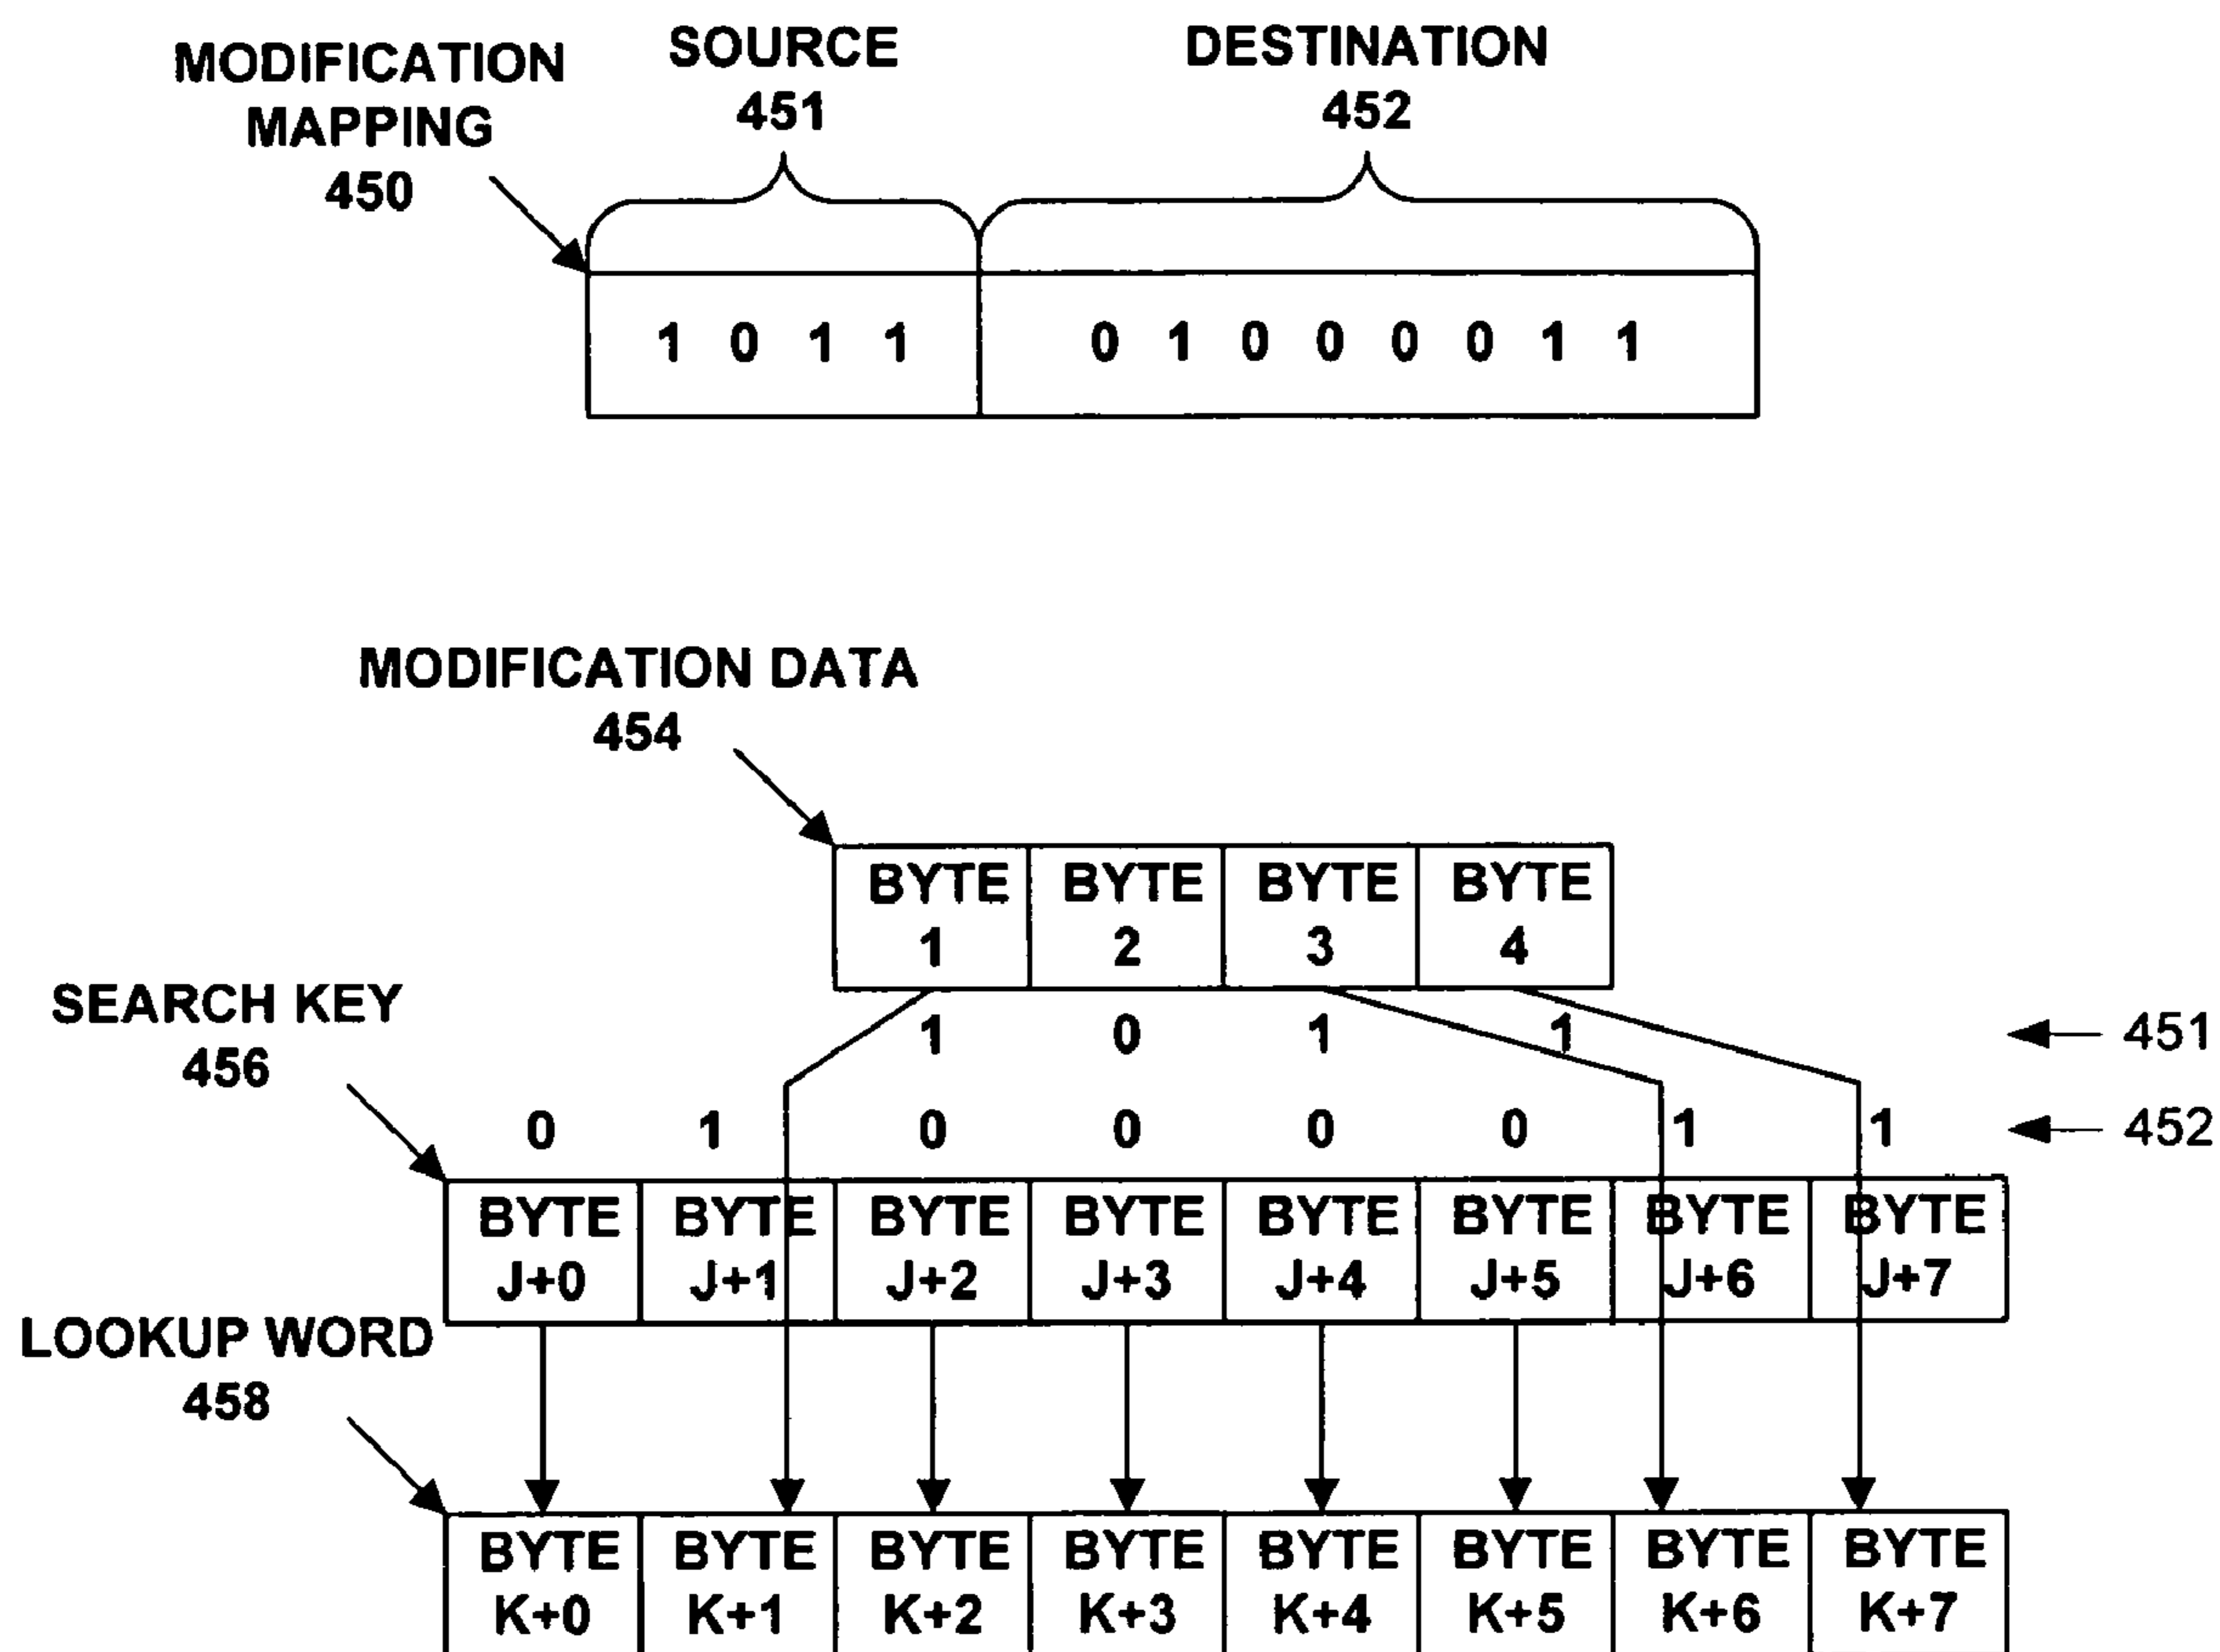 MODIFICATION
MAPPING
450
SOURCE
451
DESTINATION
452
1 0 1 1
0 1 0 0 0 0 1 1
MODIFICATION DATA
454
BYTE BYTE BYTE BYTE
1 2 3 4
1 0 1 1
451
SEARCH KEY
456
0 1 0 0 0 0 1 1
452
BYTE BYTE BYTE BYTE BYTE BYTE BYTE BYTE
J+0 J+1 J+2 J+3 J+4 J+5 J+6 J+7
LOOKUP WORD
458
BYTE BYTE BYTE BYTE BYTE BYTE BYTE BYTE
K+0 K+1 K+2 K+3 K+4 K+5 K+6 K+7